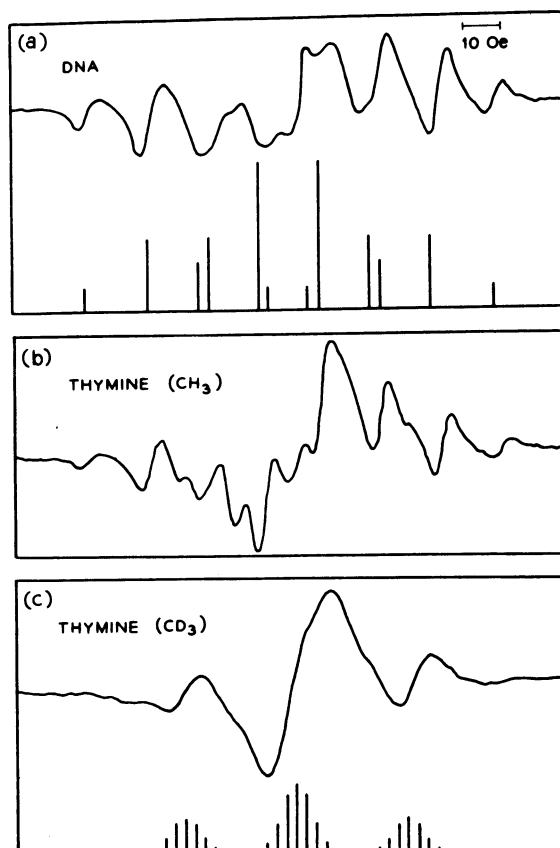 (a)
10 Oe
DNA
(b)
THYMINE (CH₃)
(c)
THYMINE (CD₃)